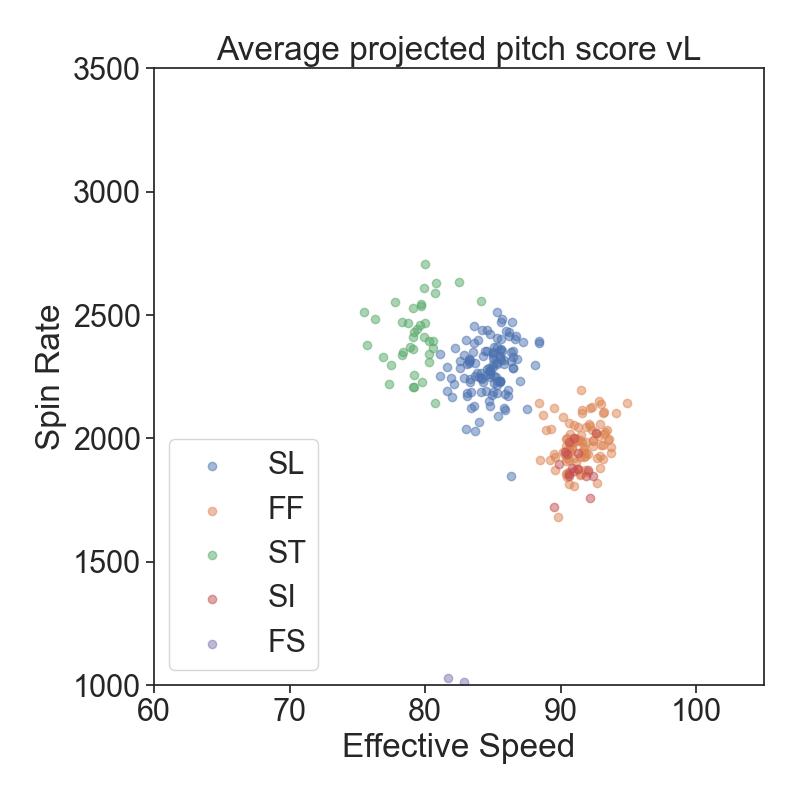 Average projected pitch score vL
3500
3000
2500
2000
1500
1000
Spin Rate
SL
FF
ST
SI
FS
60 70 80 90 100
Effective Speed